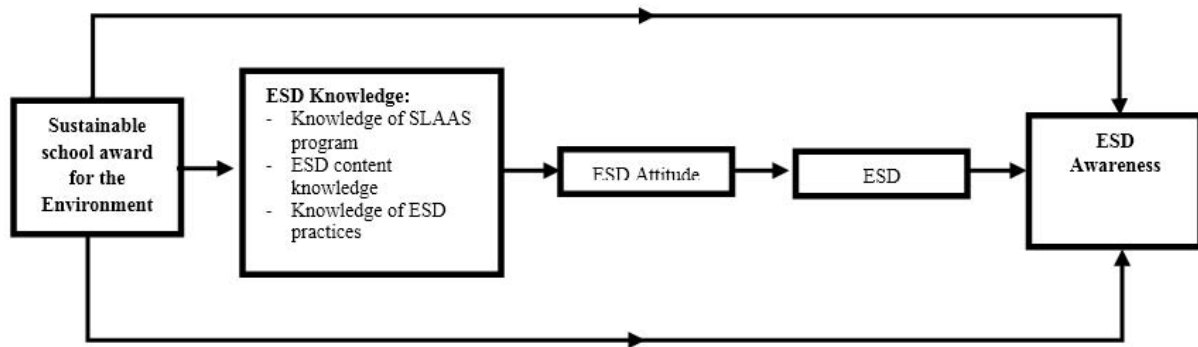 Sustainable
school award
for the
Environment
ESD Knowledge:
- Knowledge of SLAAS
program
- ESD content
knowledge
- Knowledge of ESD
practices
ESD Attitude
ESD
ESD
Awareness